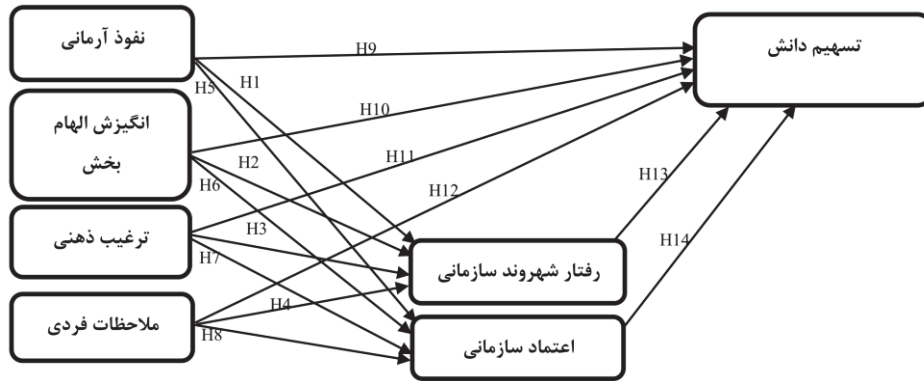 نفوذ آرمانی
تسهیم دانش
H9
H1
H5
انگیزش الهام
بخش
H10
H2
H11
H6
H12
H13
ترغیب ذهنی
H3
H14
H7
رفتار شهروند سازمانی
H4
ملاحظات فردی
H8
اعتماد سازمانی